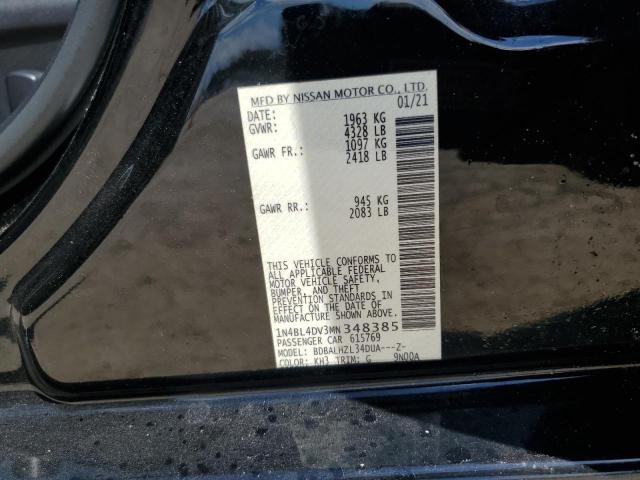 MFD BY NISSAN MOTOR CO., LTD.
DATE: 01/21
GVWR: 1963 KG
4328 LB
GAWR FR.: 1097 KG
2418 LB
GAWR RR.: 945 KG
2083 LB
THIS VEHICLE CONFORMS TO
ALL APPLICABLE FEDERAL
MOTOR VEHICLE SAFETY,
BUMPER, AND THEFT
PREVENTION STANDARDS IN
EFFECT ON THE DATE OF
MANUFACTURE SHOWN ABOVE.
1N4BL4DV3MN348385
PASSENGER CAR 615769
MODEL: BDBALHZL34DUA---Z-
COLOR: KH3 TRIM: G 9N00A